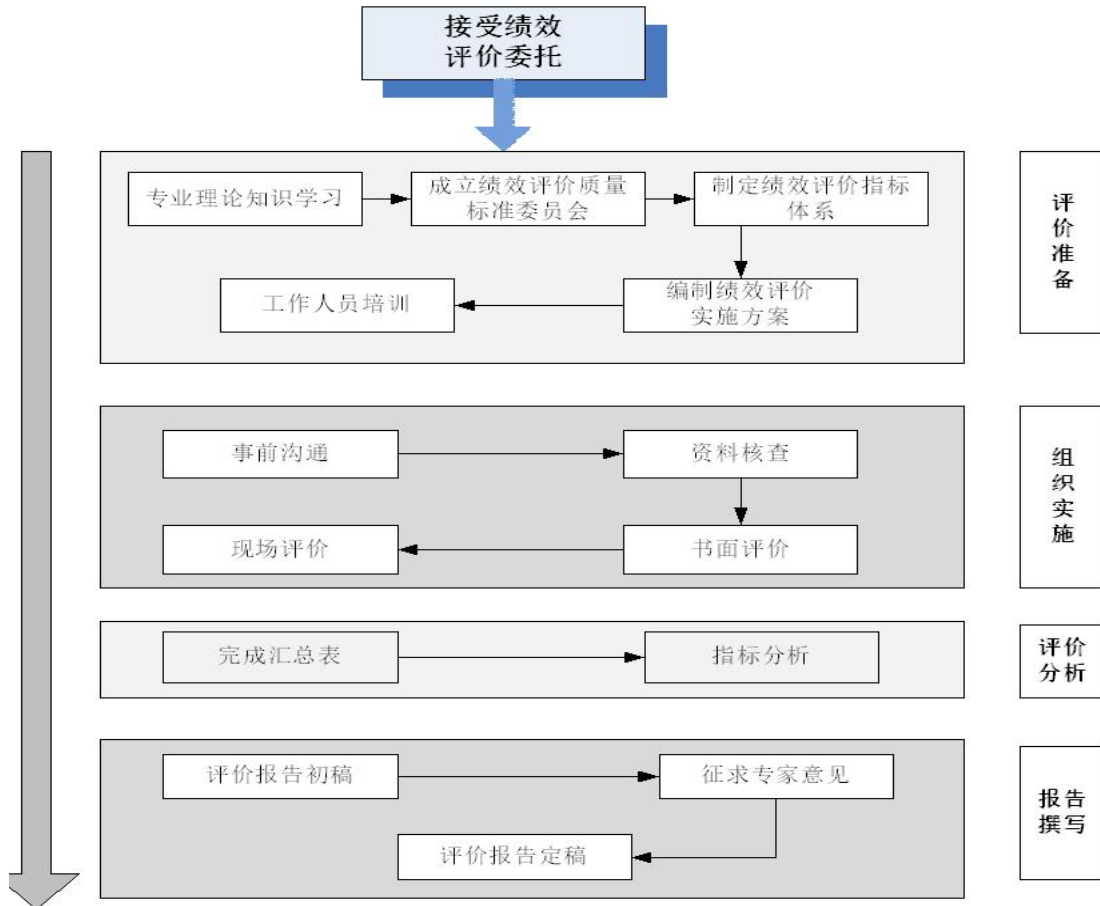 接受绩效
评价委托
专业理论知识学习
成立绩效评价质量
标准委员会
制定绩效评价指标
体系
工作人员培训
编制绩效评价
实施方案
评
价
准
备
事前沟通
资料核查
现场评价
书面评价
组
织
实
施
完成汇总表
指标分析
评价
分析
评价报告初稿
征求专家意见
评价报告定稿
报告
撰写